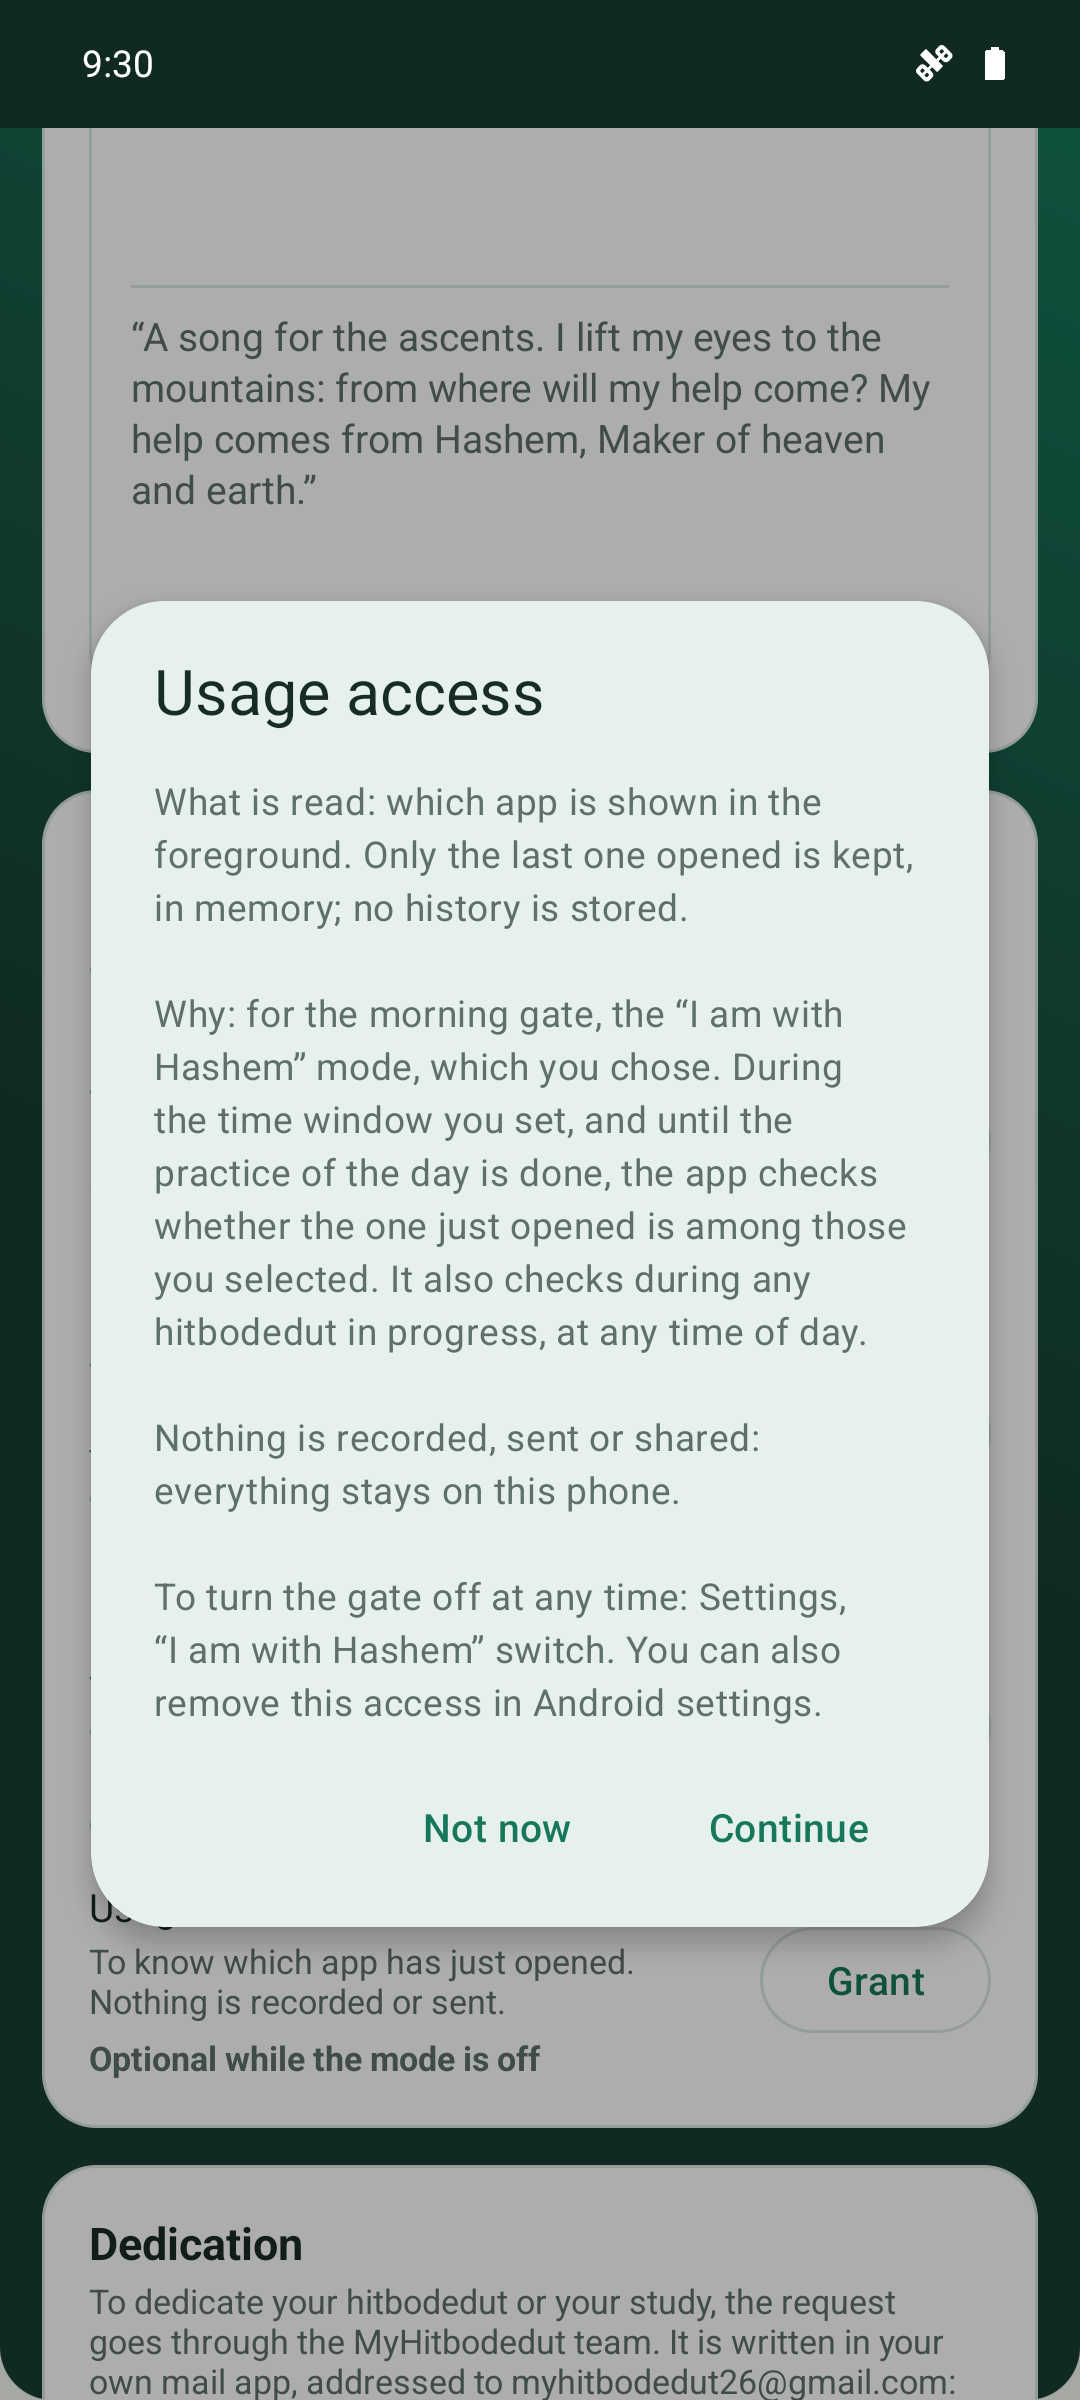 9:30
“A song for the ascents. I lift my eyes to the
mountains: from where will my help come? My
help comes from Hashem, Maker of heaven
and earth.”
Usage access
What is read: which app is shown in the
foreground. Only the last one opened is kept,
in memory; no history is stored.
Why: for the morning gate, the “I am with
Hashem” mode, which you chose. During
the time window you set, and until the
practice of the day is done, the app checks
whether the one just opened is among those
you selected. It also checks during any
hitbodedut in progress, at any time of day.
Nothing is recorded, sent or shared:
everything stays on this phone.
To turn the gate off at any time: Settings,
“I am with Hashem” switch. You can also
remove this access in Android settings.
Not now
Continue
To know which app has just opened.
Nothing is recorded or sent.
Grant
Optional while the mode is off
Dedication
To dedicate your hitbodedut or your study, the request
goes through the MyHitbodedut team. It is written in your
own mail app, addressed to myhitbodedut26@gmail.com: